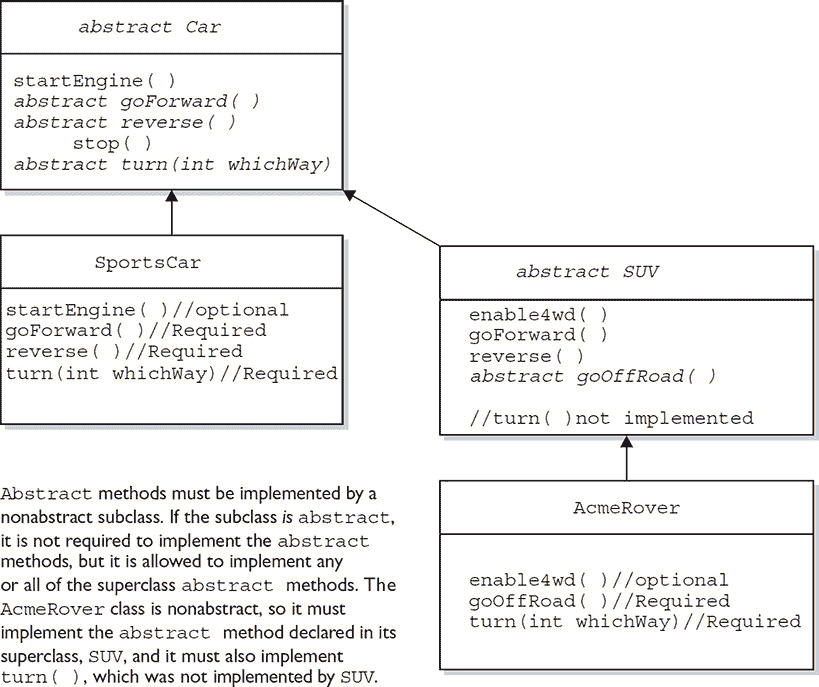 abstract Car
startEngine( )
abstract goForward( )
abstract reverse( )
stop( )
abstract turn(int whichWay)
SportsCar
startEngine( )//optional
goForward( )//Required
reverse( )//Required
turn(int whichWay)//Required
abstract SUV
enable4wd( )
goForward( )
reverse( )
abstract goOffRoad( )
//turn( )not implemented
AcmeRover
enable4wd( )//optional
goOffRoad( )//Required
turn(int whichWay)//Required
Abstract methods must be implemented by a
nonabstract subclass. If the subclass is abstract,
it is not required to implement the abstract
methods, but it is allowed to implement any
or all of the superclass abstract methods. The
AcmeRover class is nonabstract, so it must
implement the abstract method declared in its
superclass, SUV, and it must also implement
turn( ), which was not implemented by SUV.